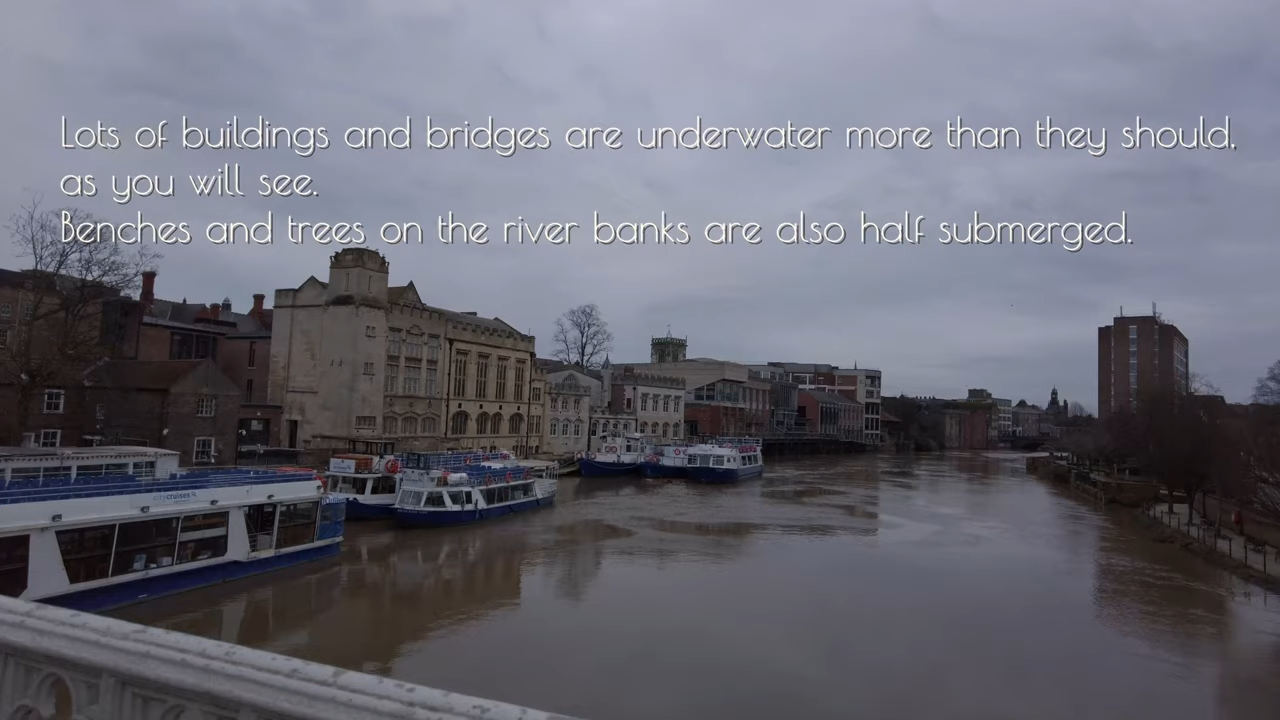 Lots of buildings and bridges are underwater more than they should,
as you will see.
Benches and trees on the river banks are also half submerged.
citycruises